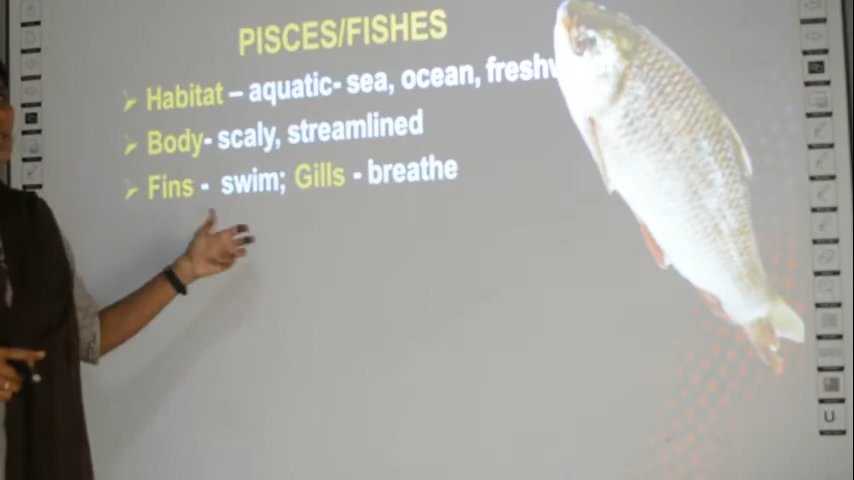 PISCES/FISHES
➢ Habitat – aquatic- sea, ocean, freshw
➢ Body- scaly, streamlined
➢ Fins - swim; Gills - breathe
U